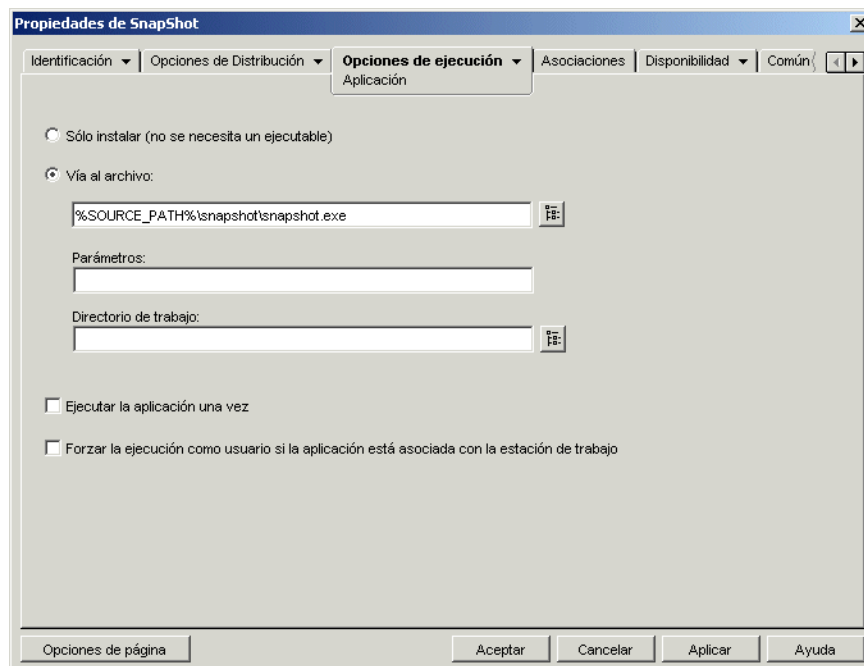 Propiedades de SnapShot
Identificación Opciones de Distribución Opciones de ejecución Asociaciones Disponibilidad Común
Aplicación
Sólo instalar (no se necesita un ejecutable)
Vía al archivo:
%SOURCE_PATH%\snapshot\snapshot.exe
Parámetros:
Directorio de trabajo:
Ejecutar la aplicación una vez
Forzar la ejecución como usuario si la aplicación está asociada con la estación de trabajo
Opciones de página Aceptar Cancelar Aplicar Ayuda